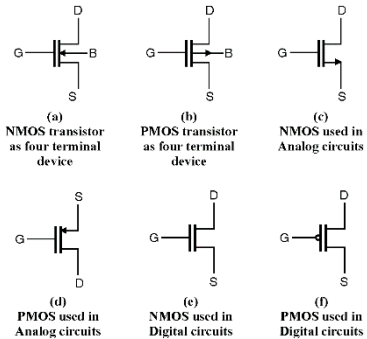 D D D
G B G B G
S S S
(a) (b) (c)
NMOS transistor PMOS transistor NMOS used in
as four terminal as four terminal Analog circuits
device device
S D D
G G G
D S S
(d) (e) (f)
PMOS used in NMOS used in PMOS used in
Analog circuits Digital circuits Digital circuits